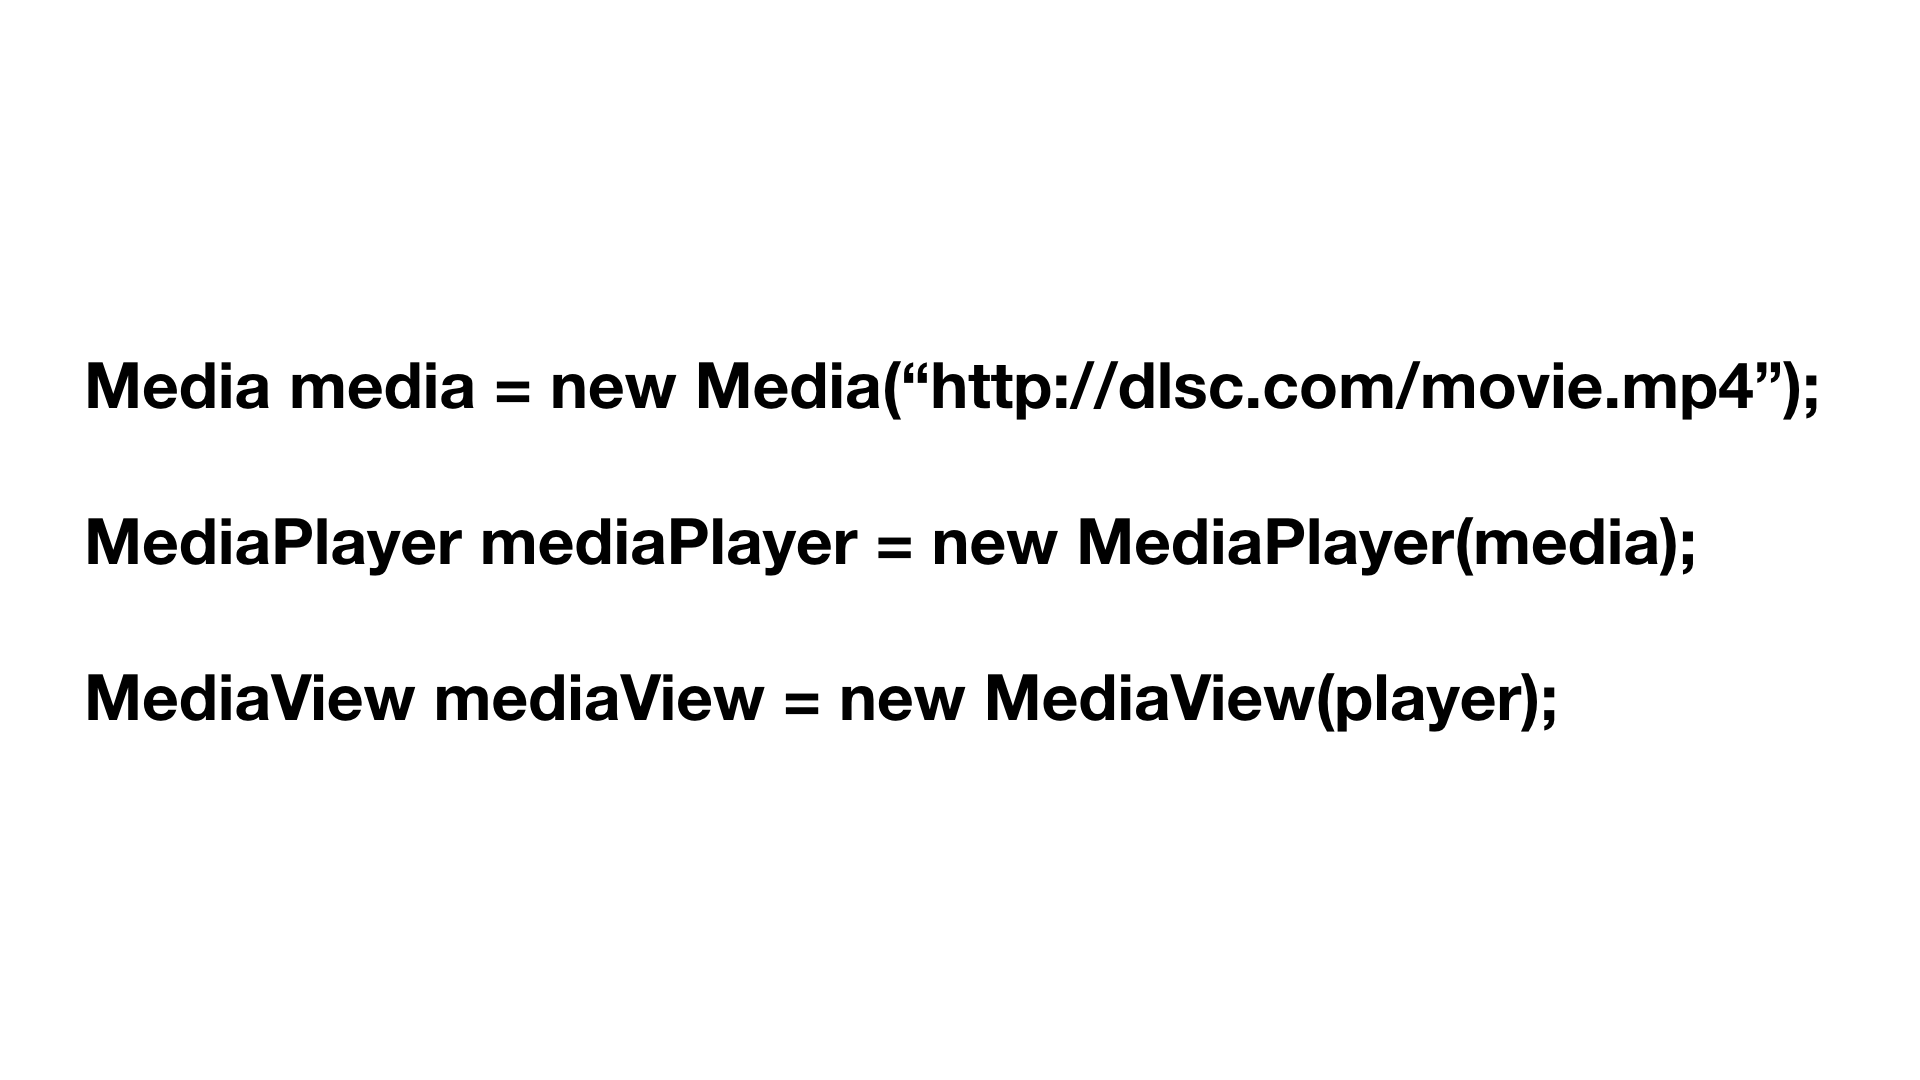 Media media = new Media(“http://dlsc.com/movie.mp4”);
MediaPlayer mediaPlayer = new MediaPlayer(media);
MediaView mediaView = new MediaView(player);